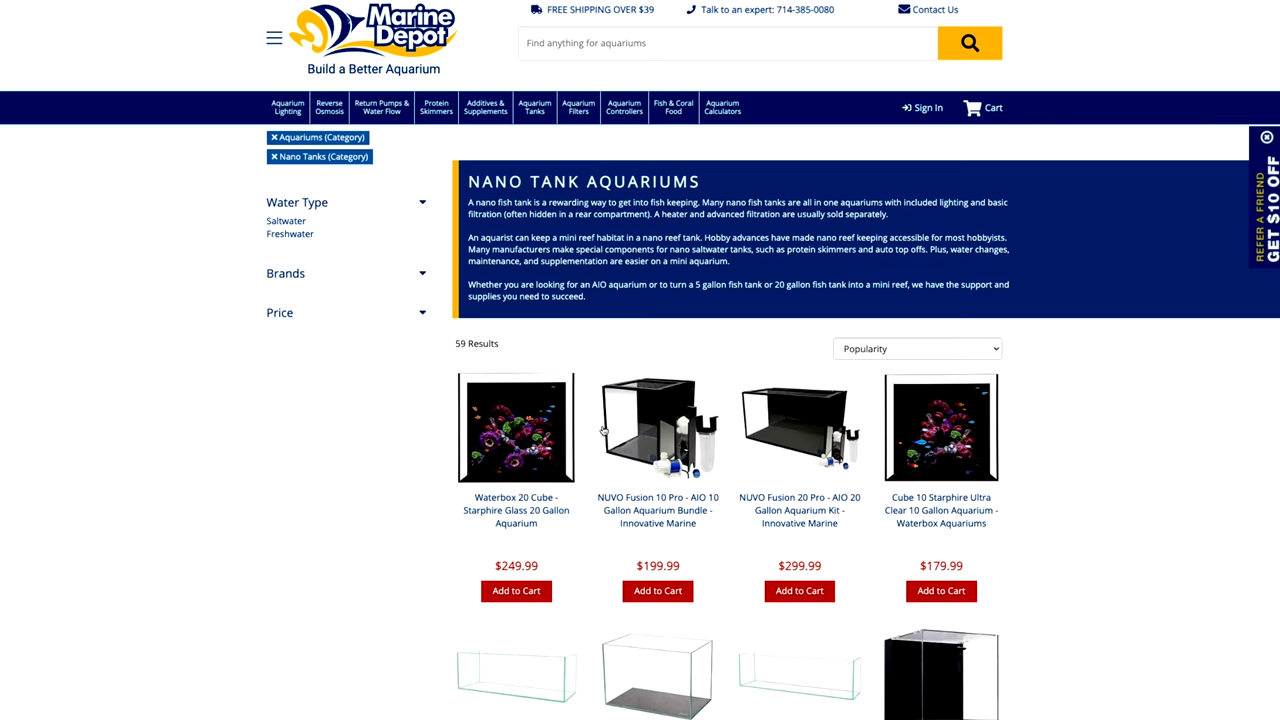 Marine
Depot
Build a Better Aquarium
FREE SHIPPING OVER $39
Talk to an expert: 714-385-0080
Contact Us
Find anything for aquariums
Aquarium
Lighting
Reverse
Osmosis
Return Pumps &
Water Flow
Protein
Skimmers
Additives &
Supplements
Aquarium
Tanks
Aquarium
Filters
Aquarium
Controllers
Fish & Coral
Food
Aquarium
Calculators
Sign In
Cart
Aquariums (Category)
Nano Tanks (Category)
Water Type
Saltwater
Freshwater
Brands
Price
NANO TANK AQUARIUMS
A nano fish tank is a rewarding way to get into fish keeping. Many nano fish tanks are all in one aquariums with included lighting and basic
filtration (often hidden in a rear compartment). A heater and advanced filtration are usually sold separately.
An aquarist can keep a mini reef habitat in a nano reef tank. Hobby advances have made nano reef keeping accessible for most hobbyists.
Many manufacturers make special components for nano saltwater tanks, such as protein skimmers and auto top offs. Plus, water changes,
maintenance, and supplementation are easier on a mini aquarium.
Whether you are looking for an AIO aquarium or to turn a 5 gallon fish tank or 20 gallon fish tank into a mini reef, we have the support and
supplies you need to succeed.
REFER A FRIEND
GET $10 OFF
59 Results
Popularity
Waterbox 20 Cube -
Starphire Glass 20 Gallon
Aquarium
$249.99
Add to Cart
NUVO Fusion 10 Pro - AIO 10
Gallon Aquarium Bundle -
Innovative Marine
$199.99
Add to Cart
NUVO Fusion 20 Pro - AIO 20
Gallon Aquarium Kit -
Innovative Marine
$299.99
Add to Cart
Cube 10 Starphire Ultra
Clear 10 Gallon Aquarium -
Waterbox Aquariums
$179.99
Add to Cart